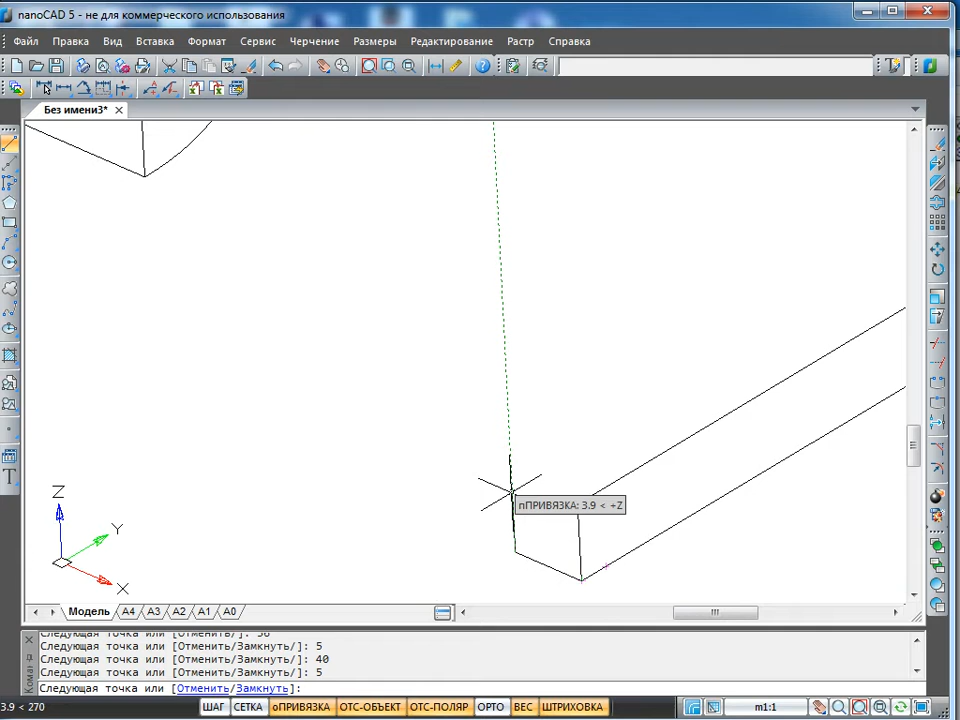 nanoCAD 5 - не для коммерческого использования
Файл Правка Вид Вставка Формат Сервис Черчение Размеры Редактирование Растр Справка
Без имени3*
пПРИВЯЗКА: 3.9 < +Z
Z
Y
X
Модель A4 A3 A2 A1 A0
Следующая точка или [Отменить/Замкнуть/]: 5
Следующая точка или [Отменить/Замкнуть/]: 40
Следующая точка или [Отменить/Замкнуть/]: 5
Следующая точка или [Отменить/Замкнуть]:
3.9 < 270 ШАГ СЕТКА оПРИВЯЗКА ОТС-ОБЪЕКТ ОТС-ПОЛЯР ОРТО ВЕС ШТРИХОВКА m1:1